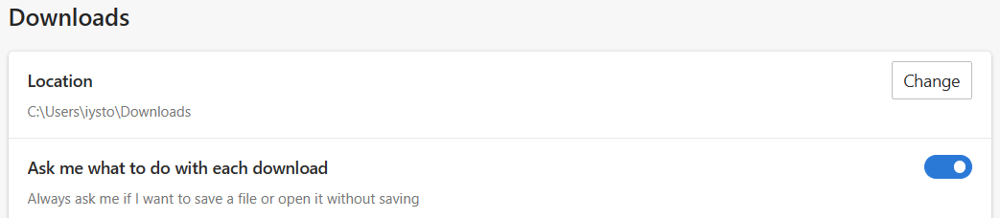 Downloads
Location
Change
C:\Users\iysto\Downloads
Ask me what to do with each download
Always ask me if I want to save a file or open it without saving